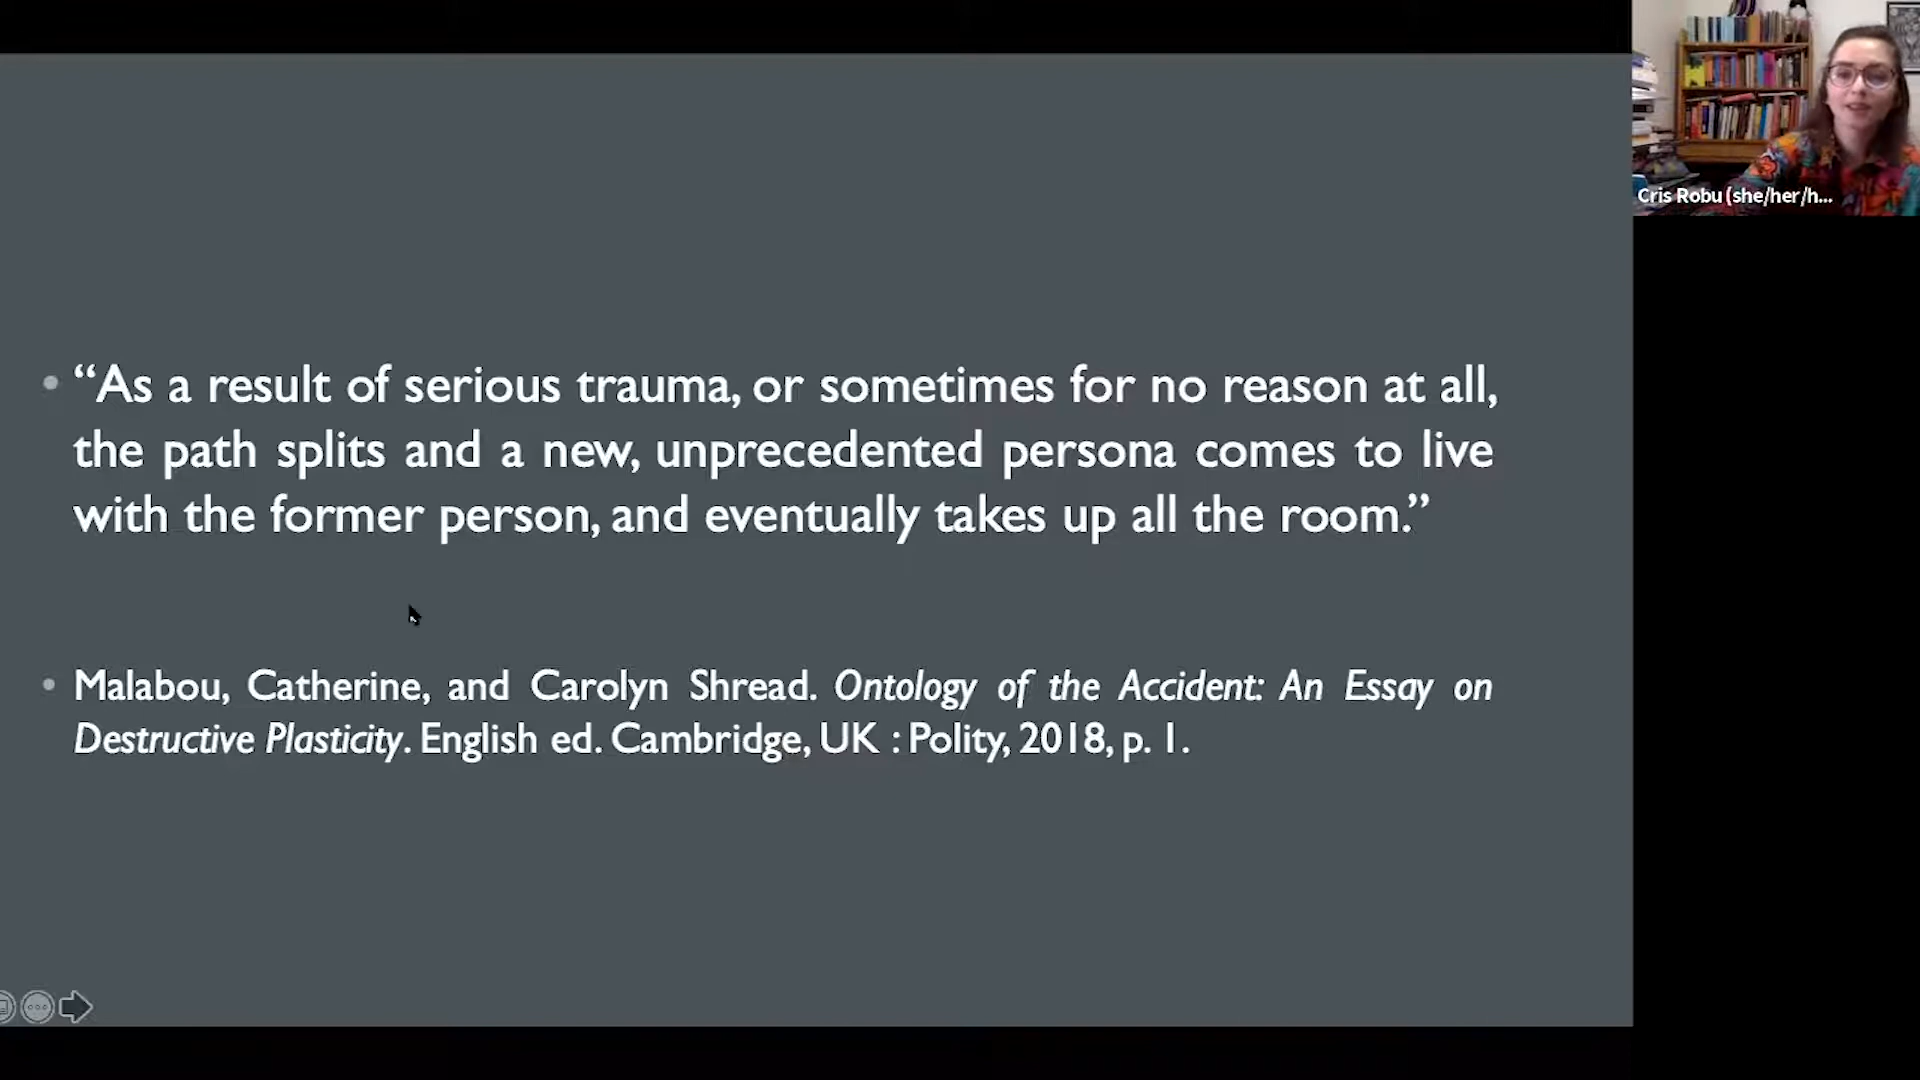 Cris Robu (she/her/h...
• “As a result of serious trauma, or sometimes for no reason at all,
the path splits and a new, unprecedented persona comes to live
with the former person, and eventually takes up all the room.”
• Malabou, Catherine, and Carolyn Shread. Ontology of the Accident: An Essay on
Destructive Plasticity. English ed. Cambridge, UK : Polity, 2018, p. 1.